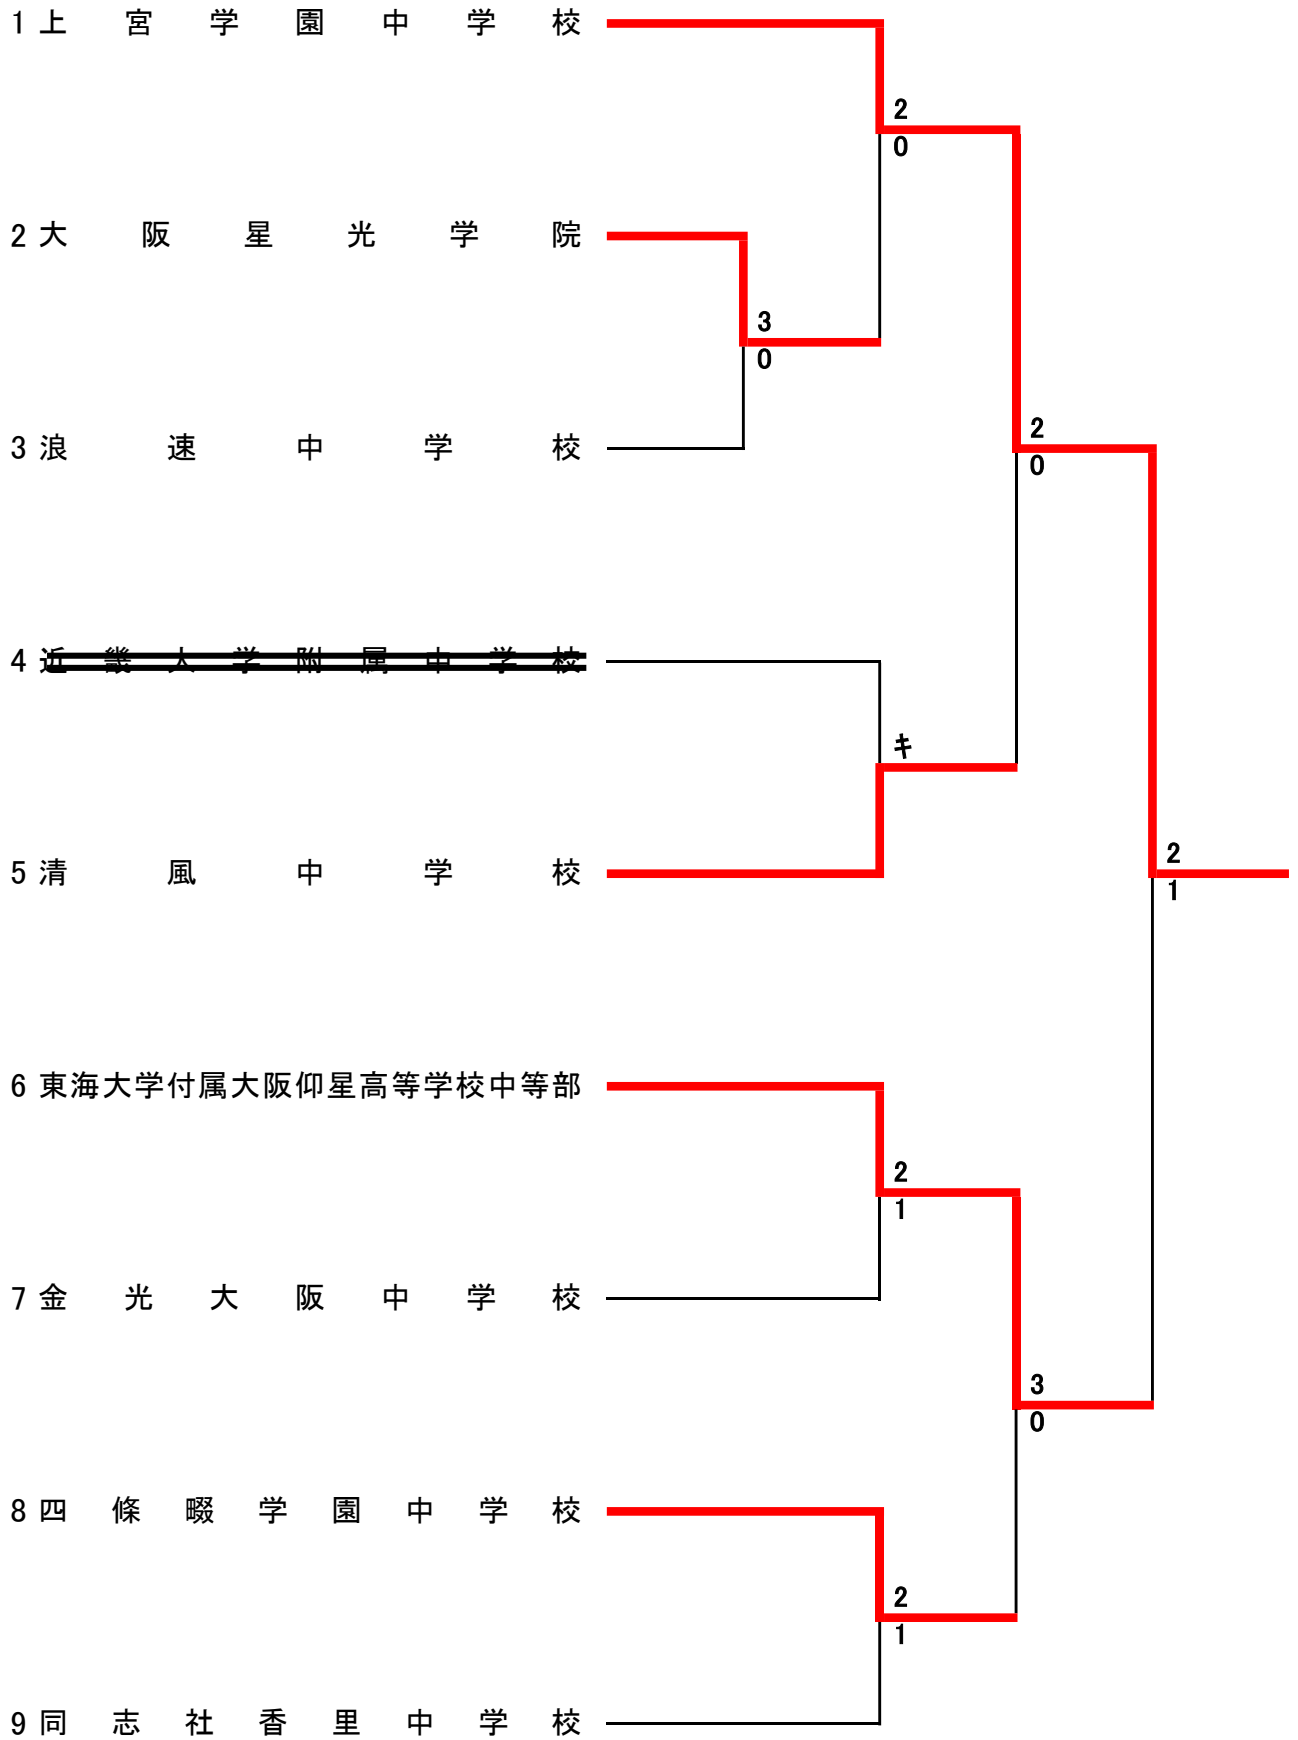 1 上宮学園中学校
2
0
2 大阪星光学院
3
0
3 浪速中学校
2
0
4 近畿大学附属中学校
キ
5 清風中学校
2
1
6 東海大学付属大阪仰星高等学校中等部
2
1
7 金光大阪中学校
3
0
8 四條畷学園中学校
2
1
9 同志社香里中学校